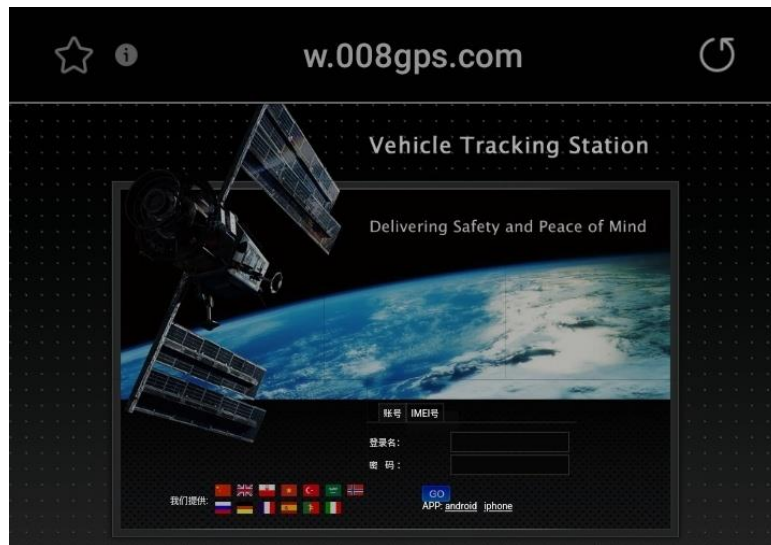 w.008gps.com
Vehicle Tracking Station
Delivering Safety and Peace of Mind
账号 IMEI号
登录名:
密 码:
我们提供:
GO
APP: android iphone